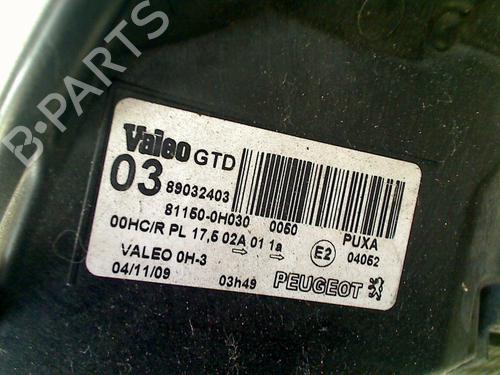 B-PARTS
Valeo GTD
03 89032403
81150-0H030 0050 PUXA
00HC/R PL 17,5 02A 01 1a E2 04052
VALEO 0H-3
04/11/09 03h49 PEUGEOT